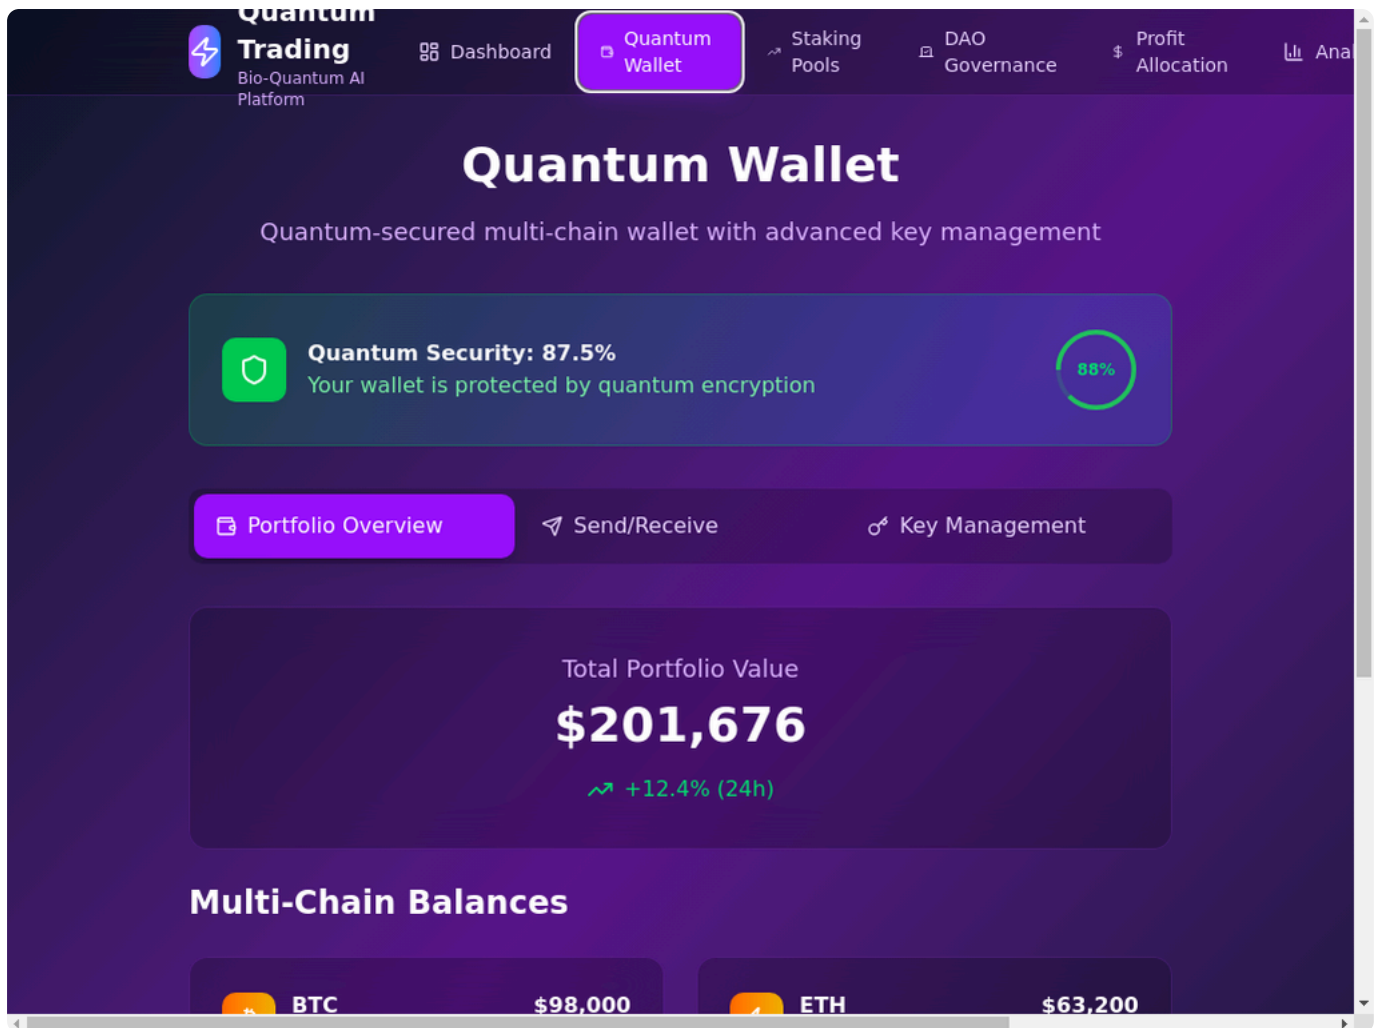 Quantum
Trading
Bio-Quantum AI
Platform
Dashboard
Quantum
Wallet
Staking
Pools
DAO
Governance
Profit
Allocation
Anal
Quantum Wallet
Quantum-secured multi-chain wallet with advanced key management
Quantum Security: 87.5%
Your wallet is protected by quantum encryption
88%
Portfolio Overview
Send/Receive
Key Management
Total Portfolio Value
$201,676
+12.4% (24h)
Multi-Chain Balances
BTC
$98,000
ETH
$63,200